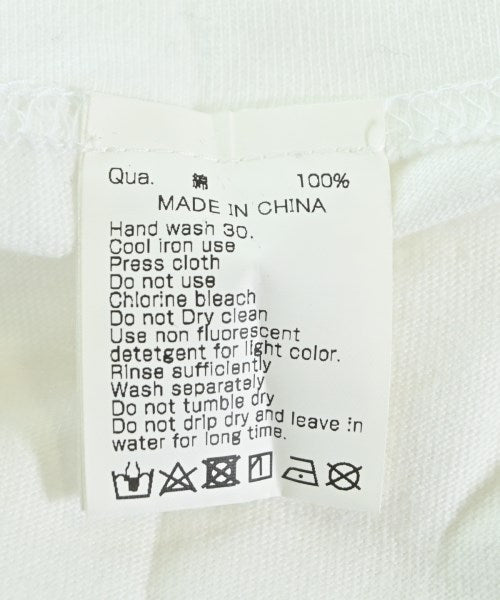 Qua. 綿 100%
MADE IN CHINA
Hand wash 30.
Cool iron use
Press cloth
Do not use
Chlorine bleach
Do not Dry clean
Use non fluorescent
detetgent for light color.
Rinse sufficiently
Wash separately
Do not tumble dry
Do not drip dry and leave in
water for long time.